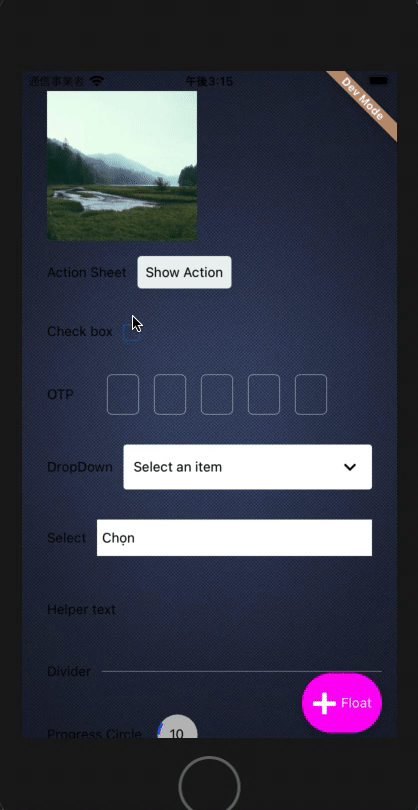 通信事業者
午後3:15
Dev Mode
Action Sheet
Show Action
Check box
OTP
DropDown
Select an item
Select
Chọn
Helper text
Divider
Float
Progress Circle
10